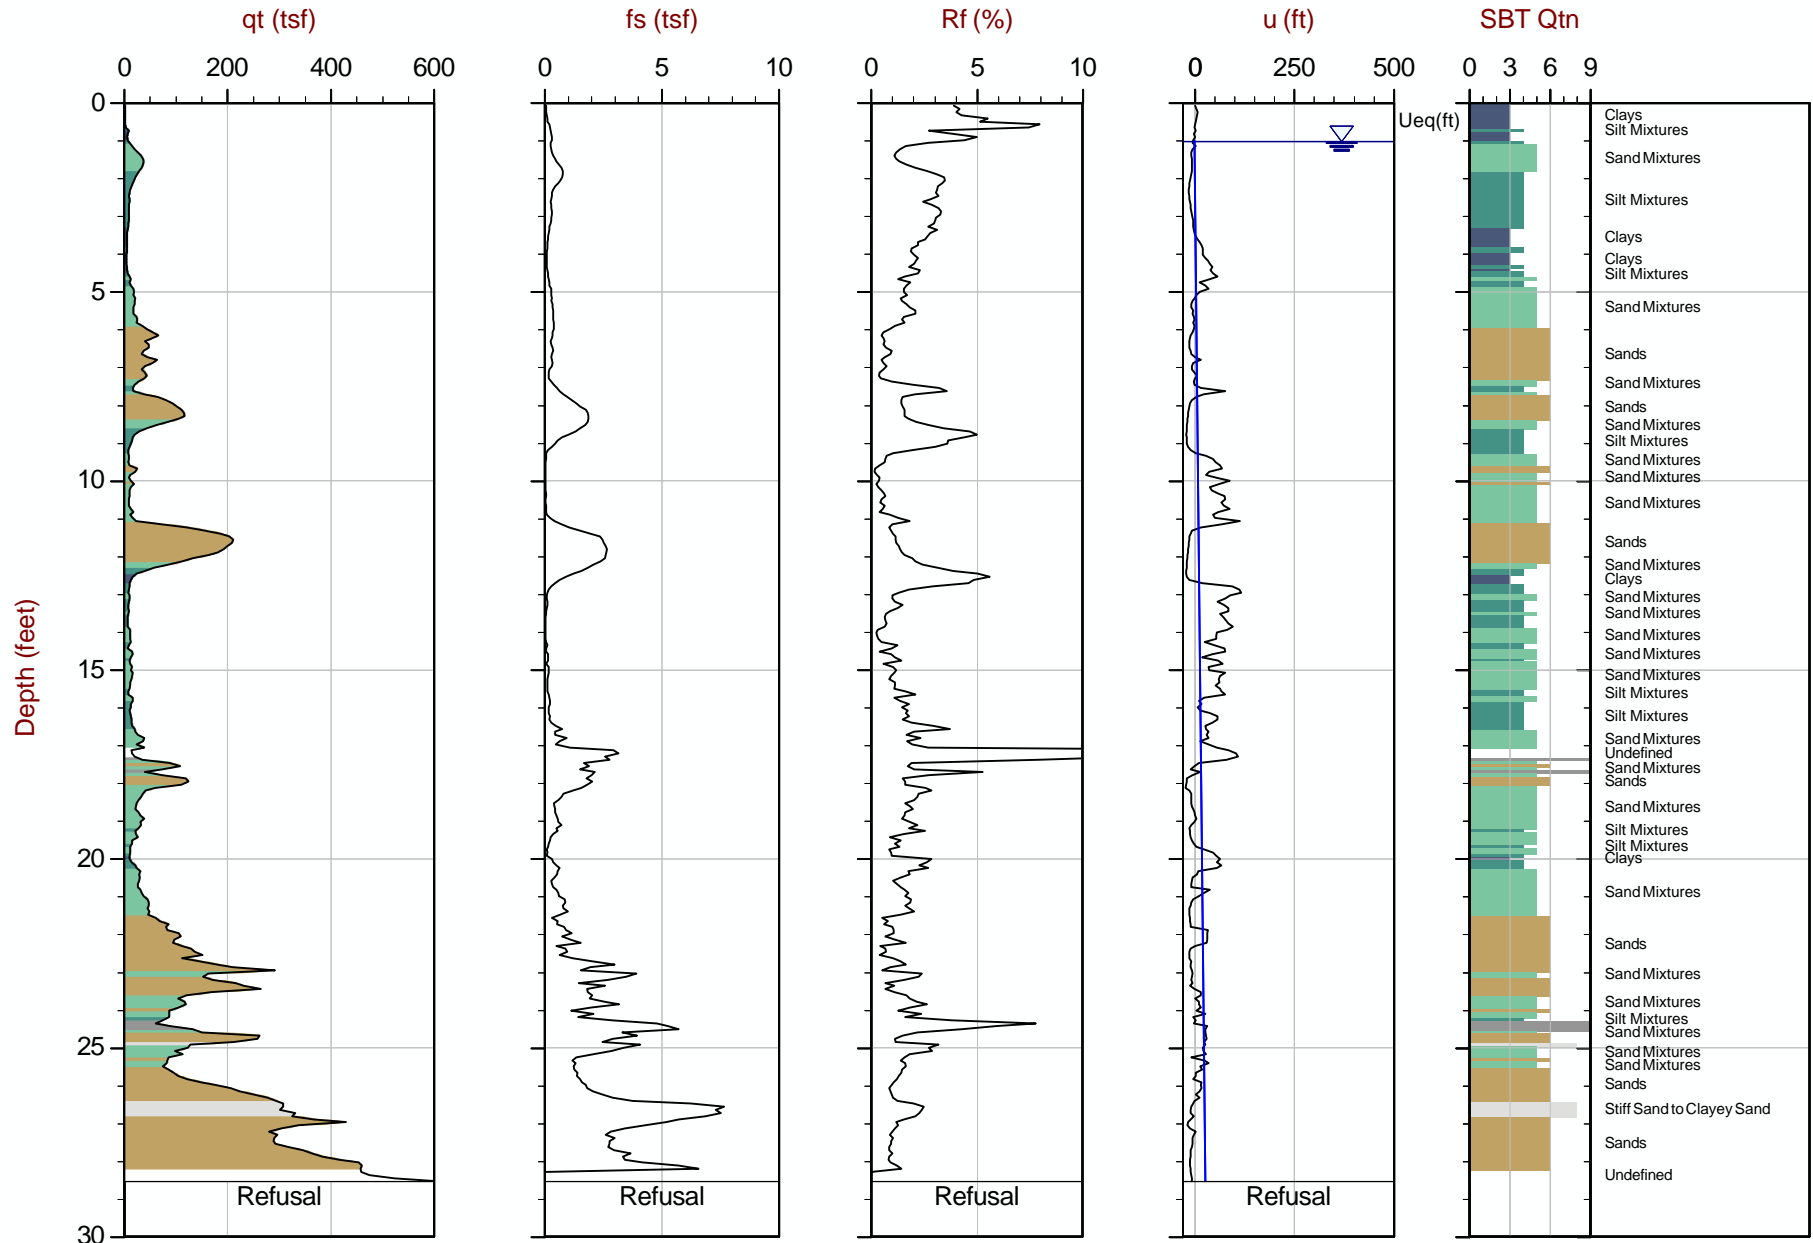 qt (tsf) fs (tsf) Rf (%) u (ft) SBT Qtn
0 200 400 600 0 5 10 0 5 10 0 250 500 0 3 6 9
0
Ueq(ft)
Clays
Silt Mixtures
Sand Mixtures
Silt Mixtures
Clays
Clays
Silt Mixtures
5
Sand Mixtures
Sands
Sand Mixtures
Sands
Sand Mixtures
Silt Mixtures
Sand Mixtures
Sand Mixtures
10
Sand Mixtures
Sands
Sand Mixtures
Clays
Sand Mixtures
Sand Mixtures
Sand Mixtures
Sand Mixtures
15
Sand Mixtures
Silt Mixtures
Silt Mixtures
Sand Mixtures
Undefined
Sand Mixtures
Sands
Sand Mixtures
Silt Mixtures
Silt Mixtures
20
Clays
Sand Mixtures
Sands
Sand Mixtures
Sand Mixtures
Silt Mixtures
Sand Mixtures
25
Sand Mixtures
Sand Mixtures
Sands
Stiff Sand to Clayey Sand
Sands
Undefined
Refusal Refusal Refusal Refusal
30
Depth (feet)